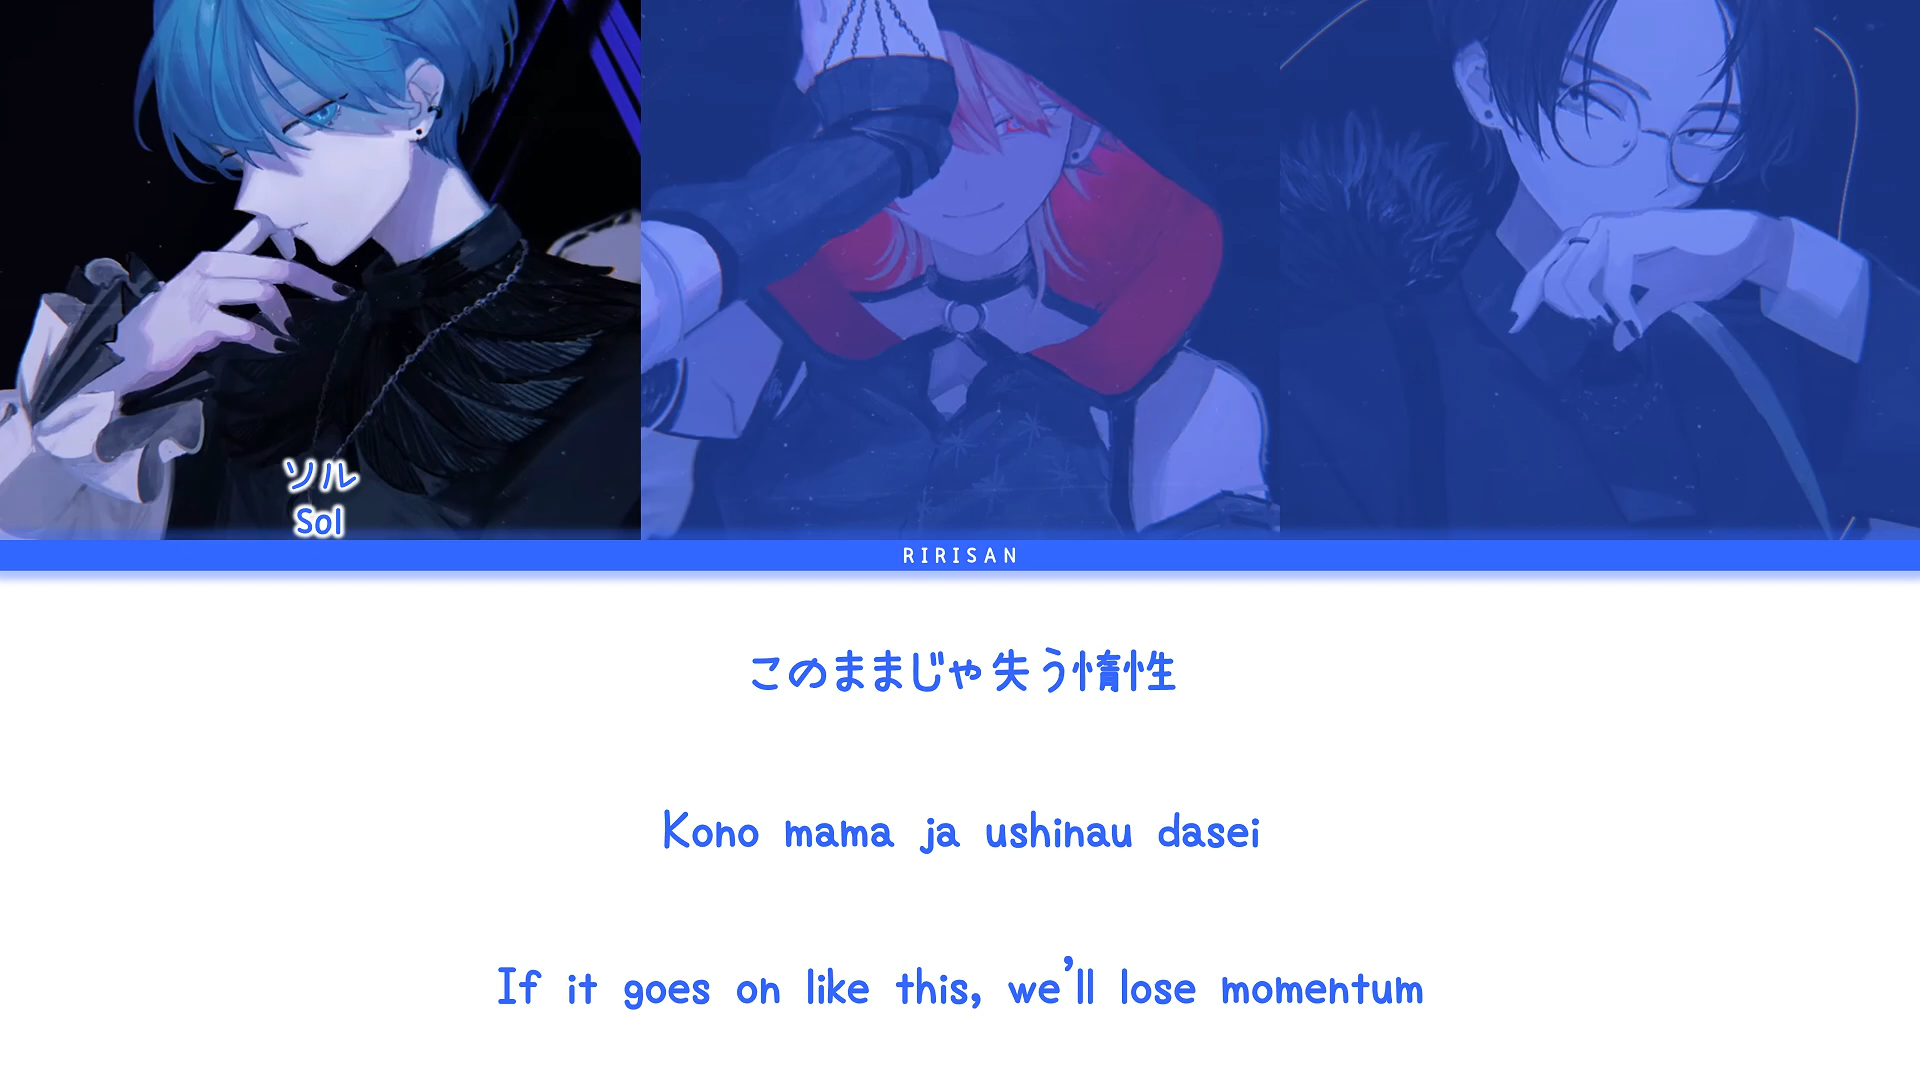 ソル
Sol
RIRISAN
このままじゃ失う惰性
Kono mama ja ushinau dasei
If it goes on like this, we'll lose momentum